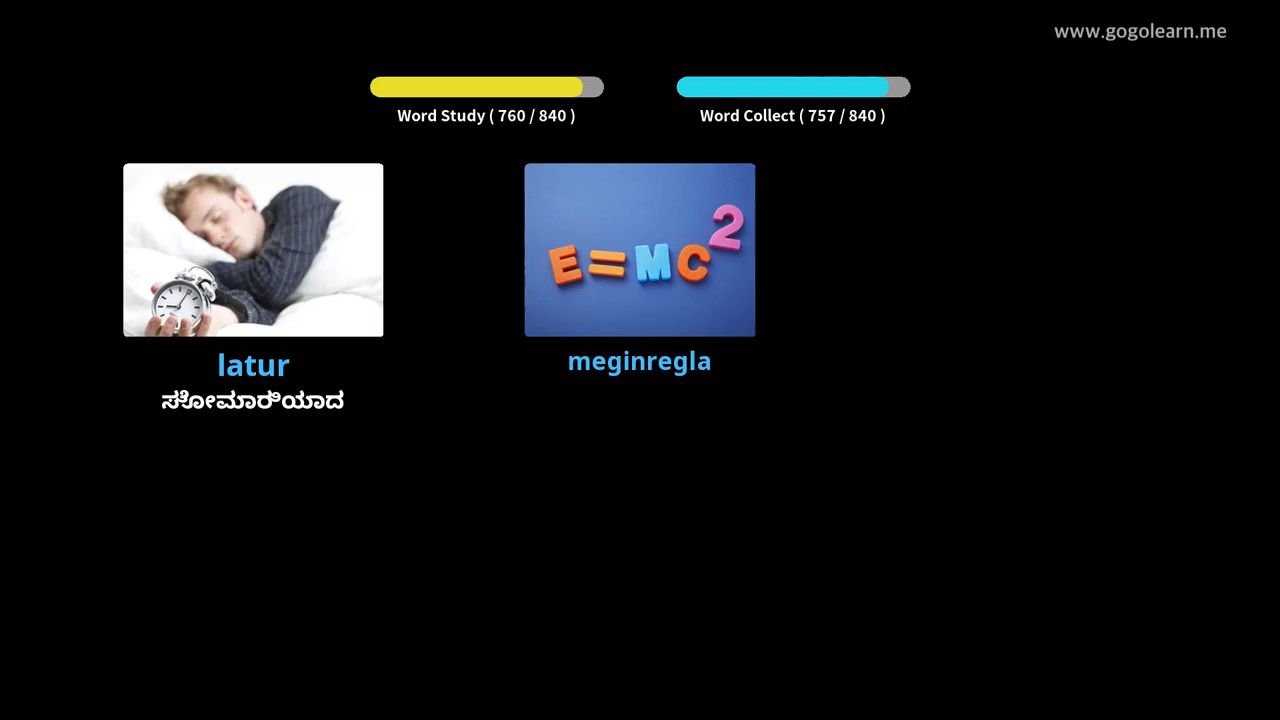 www.gogolearn.me
Word Study ( 760 / 840 )
Word Collect ( 757 / 840 )
E=MC2
latur
ಸೋಮಾರಿಯಾದ
meginregla